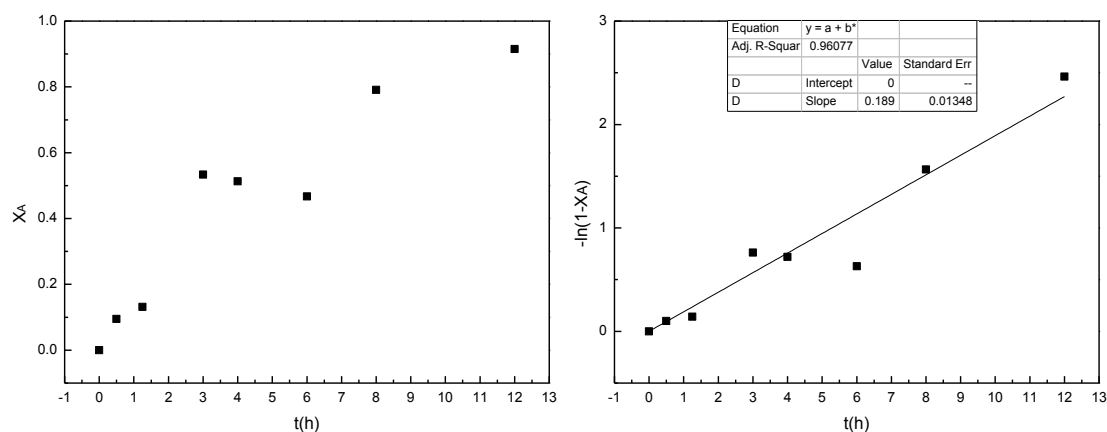 1.0
0.8
0.6
0.4
0.2
0.0
XA
-1 0 1 2 3 4 5 6 7 8 9 10 11 12 13
t(h)
3
2
1
0
-ln(1-XA)
Equation y = a + b*
Adj. R-Squar 0.96077
Value Standard Err
D Intercept 0 --
D Slope 0.189 0.01348
-1 0 1 2 3 4 5 6 7 8 9 10 11 12 13
t(h)